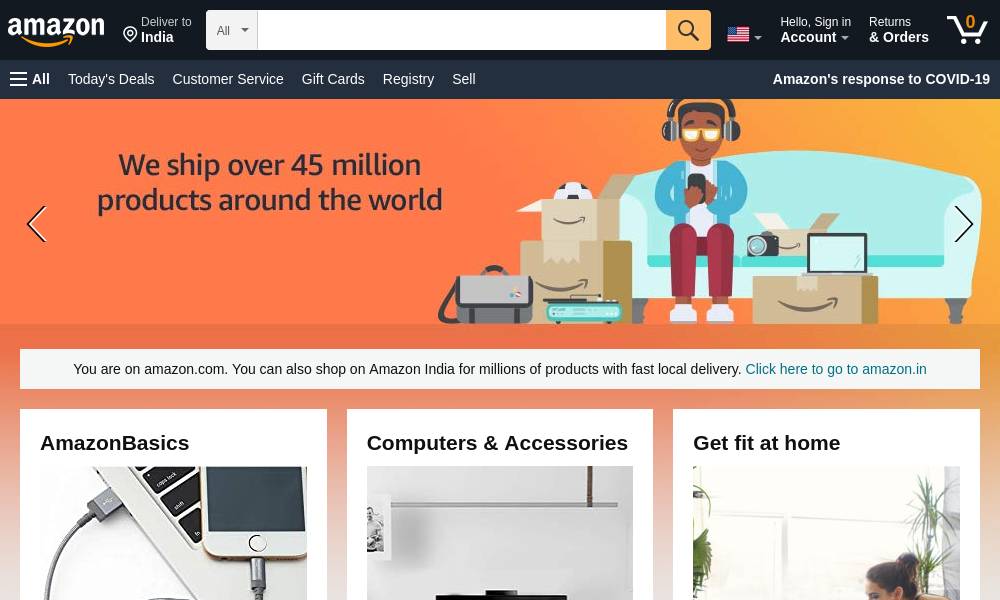 amazon
Deliver to
India
All
Hello, Sign in
Account
Returns
& Orders
0
All
Today's Deals
Customer Service
Gift Cards
Registry
Sell
Amazon's response to COVID-19
We ship over 45 million
products around the world
You are on amazon.com. You can also shop on Amazon India for millions of products with fast local delivery. Click here to go to amazon.in
AmazonBasics
Computers & Accessories
Get fit at home
caps lock
shift